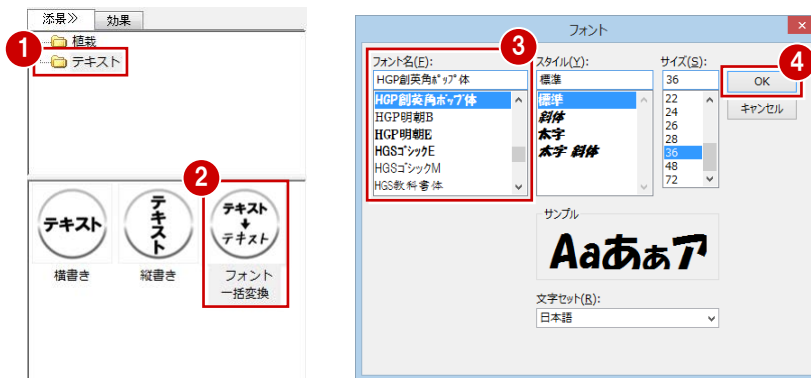 添景≫
効果
1
植栽
テキスト
2
テキスト
テキスト
テキスト
テキスト
横書き
縦書き
フォント
一括変換
フォント
×
3
4
フォント名(F):
スタイル(Y):
サイズ(S):
HGP創英角ﾎﾟｯﾌﾟ体
標準
36
OK
キャンセル
HGP創英角ﾎﾟｯﾌﾟ体
HGP明朝B
HGP明朝E
HGSｺﾞｼｯｸE
HGSｺﾞｼｯｸM
HGS教科書体
標準
斜体
太字
太字 斜体
22
24
26
28
36
48
72
サンプル
Aaあぁア
文字セット(R):
日本語